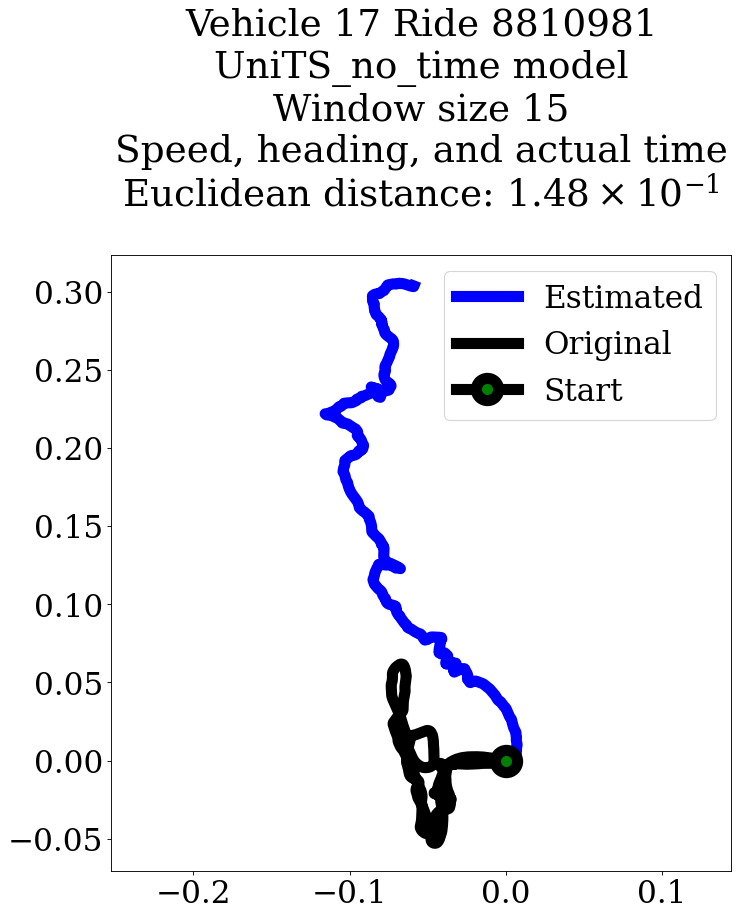 Vehicle 17 Ride 8810981
UniTS_no_time model
Window size 15
Speed, heading, and actual time
Euclidean distance: 1.48 × 10⁻¹
Estimated
Original
Start
0.30
0.25
0.20
0.15
0.10
0.05
0.00
−0.05
−0.2
−0.1
0.0
0.1